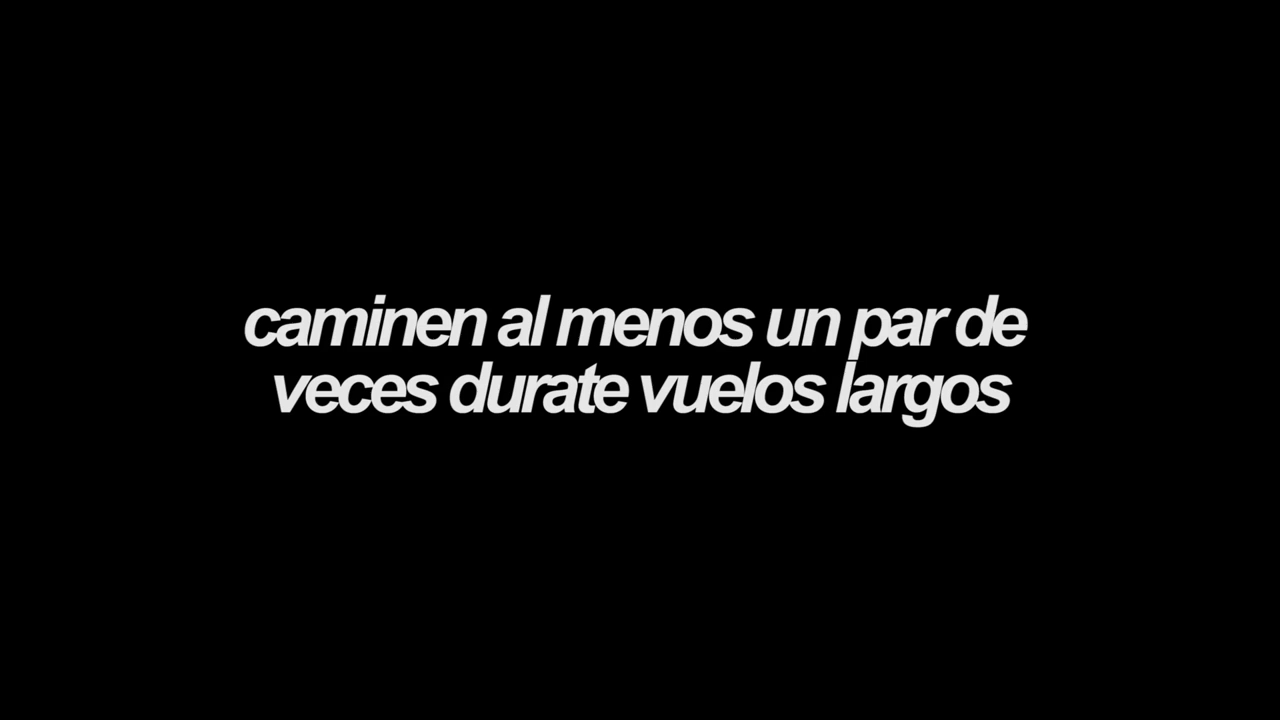 caminen al menos un par de
veces durate vuelos largos